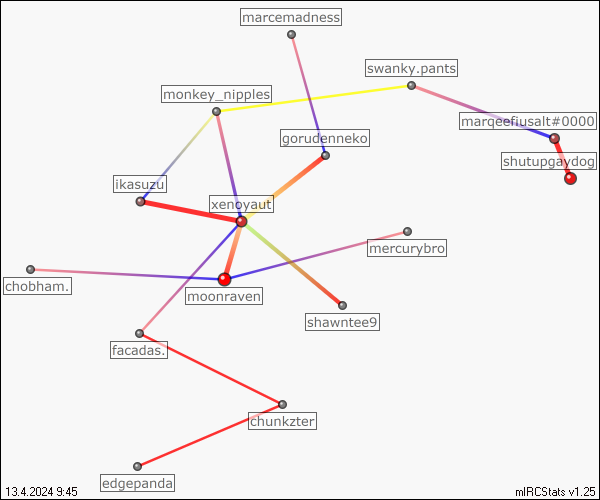 marcemadness
swanky.pants
monkey_nipples
marqeefiusalt#0000
gorudenneko
shutupgaydog
ikasuzu
xenoyaut
mercurybro
chobham.
moonraven
shawntee9
facadas.
chunkzter
edgepanda
13.4.2024 9:45
mIRCStats v1.25